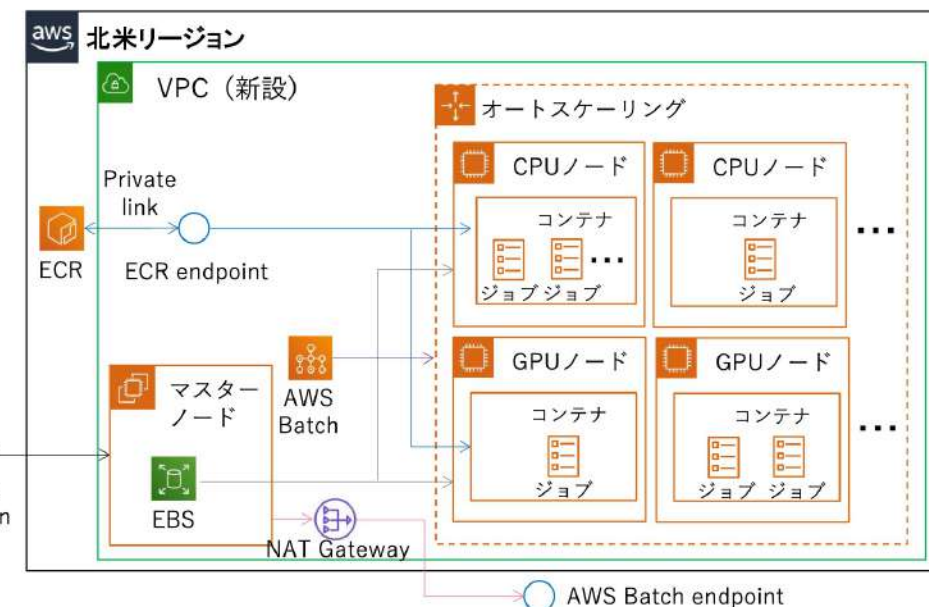 aws
北米リージョン
VPC（新設）
オートスケーリング
Private
link
ECR
ECR endpoint
CPUノード
コンテナ
ジョブ
ジョブ
...
CPUノード
コンテナ
ジョブ
...
AWS
Batch
マスター
ノード
EBS
NAT Gateway
GPUノード
コンテナ
ジョブ
GPUノード
コンテナ
ジョブ
ジョブ
...
n
AWS Batch endpoint